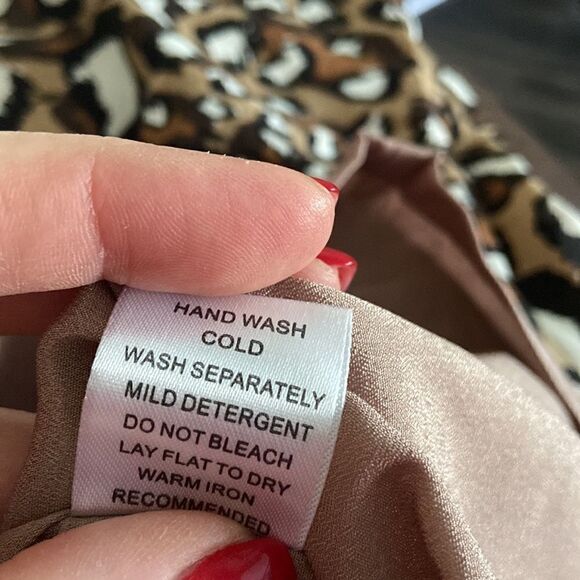 HAND WASH
COLD
WASH SEPARATELY
MILD DETERGENT
DO NOT BLEACH
LAY FLAT TO DRY
WARM IRON
RECOMMENDED